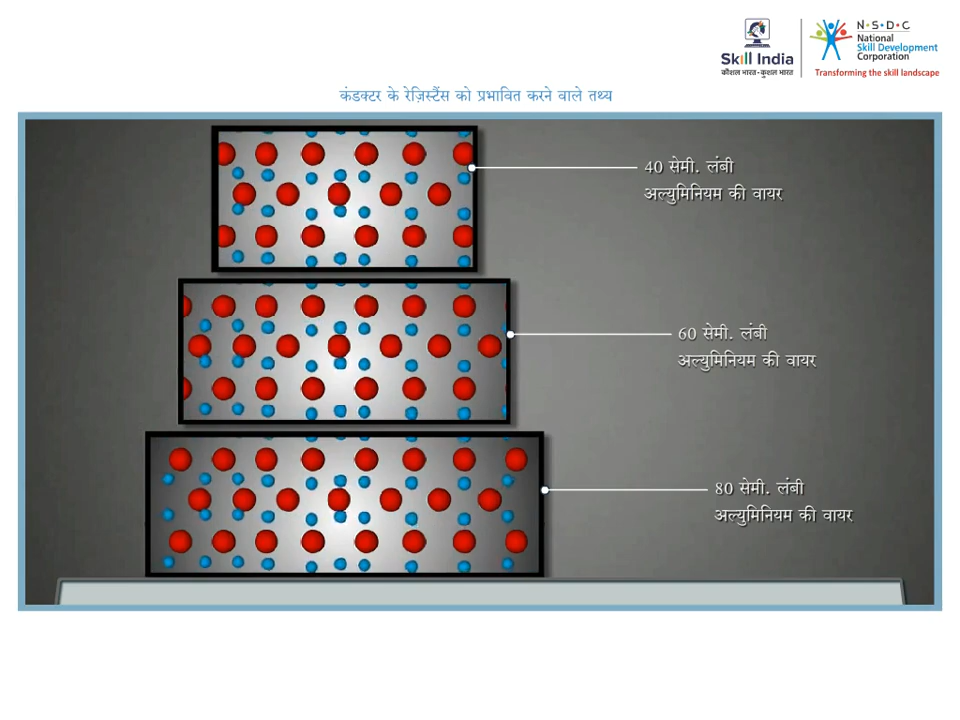 Skill India
कौशल भारत-कुशल भारत
N·S·D·C
National
Skill Development
Corporation
Transforming the skill landscape
कंडक्टर के रेज़िस्टैंस को प्रभावित करने वाले तथ्य
40 सेमी. लंबी
अल्युमिनियम की वायर
60 सेमी. लंबी
अल्युमिनियम की वायर
80 सेमी. लंबी
अल्युमिनियम की वायर